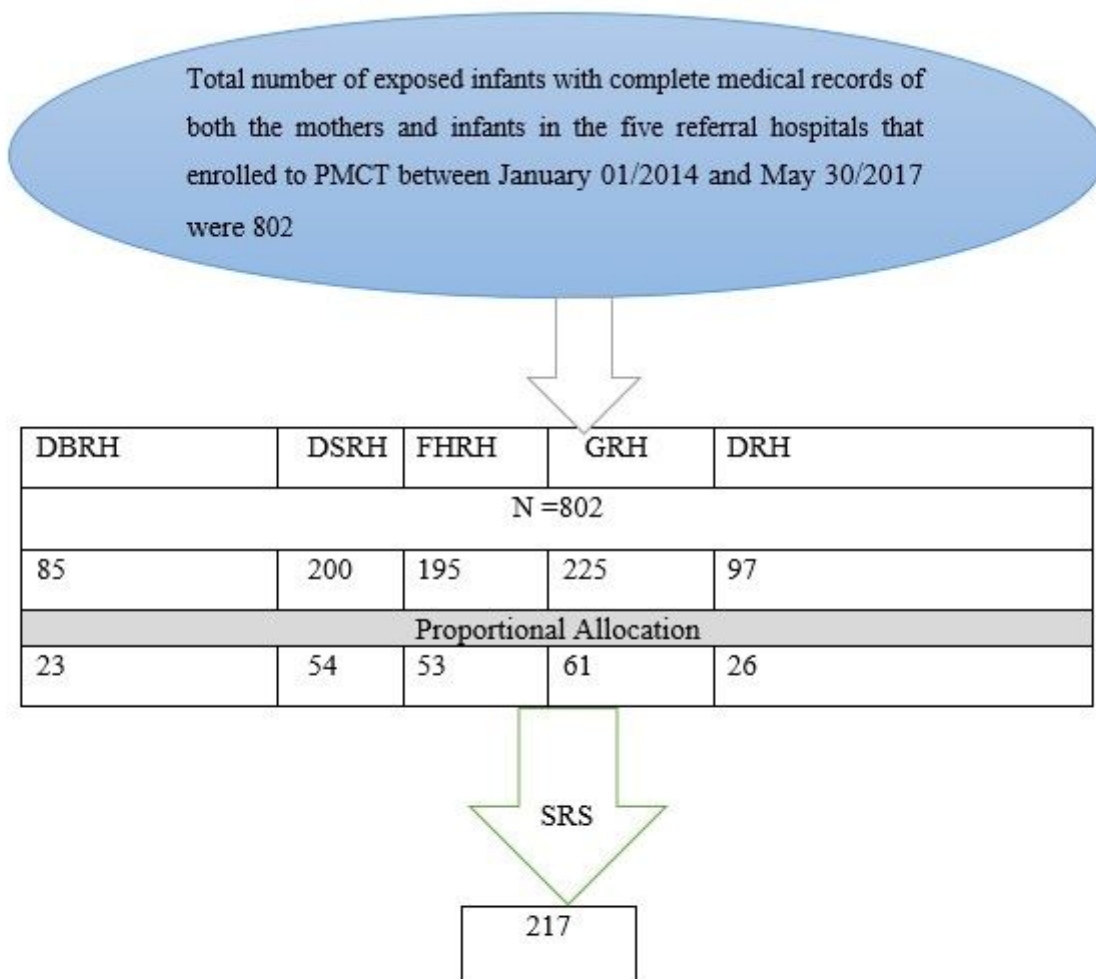 Total number of exposed infants with complete medical records of
both the mothers and infants in the five referral hospitals that
enrolled to PMCT between January 01/2014 and May 30/2017
were 802
DBRH DSRH FHRH GRH DRH
N =802
85 200 195 225 97
Proportional Allocation
23 54 53 61 26
SRS
217